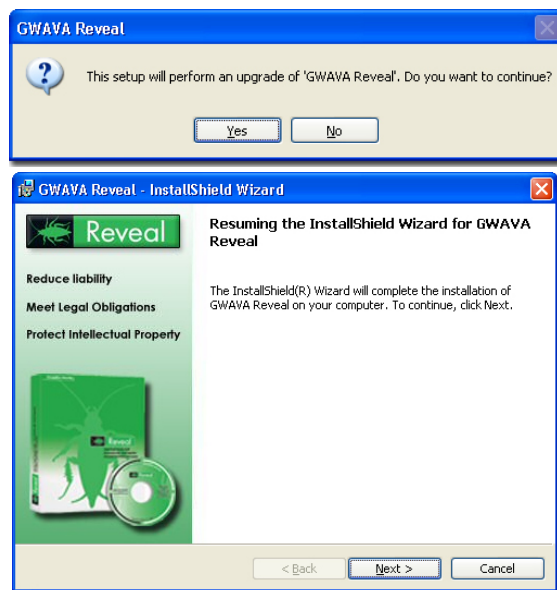 GWAVA Reveal
This setup will perform an upgrade of 'GWAVA Reveal'. Do you want to continue?
Yes
No
GWAVA Reveal - InstallShield Wizard
Reveal
Resuming the InstallShield Wizard for GWAVA
Reveal
Reduce liability
Meet Legal Obligations
Protect Intellectual Property
The InstallShield(R) Wizard will complete the installation of
GWAVA Reveal on your computer. To continue, click Next.
Reveal
< Back
Next >
Cancel